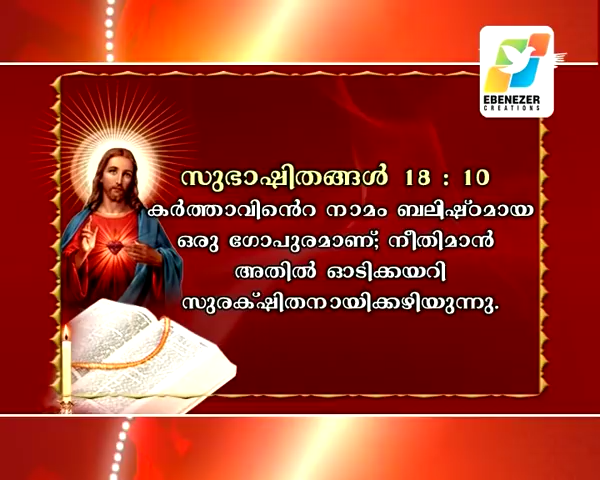 EBENEZER
CREATIONS
സുഭാഷിതങ്ങൾ 18 : 10
കർത്താവിൻെറ നാമം ബലിഷ്ഠമായ
ഒരു ഗോപുരമാണ്; നീതിമാൻ
അതിൽ ഓടിക്കയറി
സുരക്ഷിതനായിക്കഴിയുന്നു.